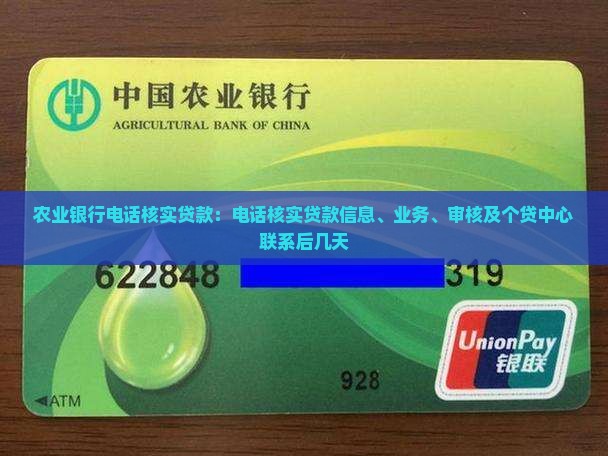 中国农业银行
AGRICULTURAL BANK OF CHINA
农业银行电话核实贷款：电话核实贷款信息、业务、审核及个贷中心
联系后几天
622848 319
UnionPay
银联
928
ATM